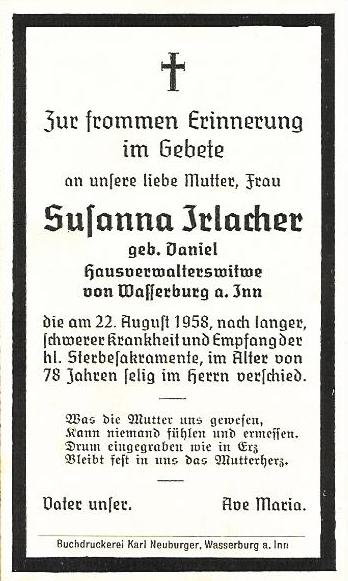 Zur frommen Erinnerung
im Gebete
an unsere liebe Mutter, Frau
Susanna Irlacher
geb. Daniel
Hausverwalterswitwe
von Wasserburg a. Inn
die am 22. August 1958, nach langer,
schwerer Krankheit und Empfang der
hl. Sterbesakramente, im Alter von
78 Jahren selig im Herrn verschied.
Was die Mutter uns gewesen,
Kann niemand fühlen und ermessen.
Drum eingegraben wie in Erz
Bleibt fest in uns das Mutterherz.
Vater unser. Ave Maria.
Buchdruckerei Karl Neuburger, Wasserburg a. Inn